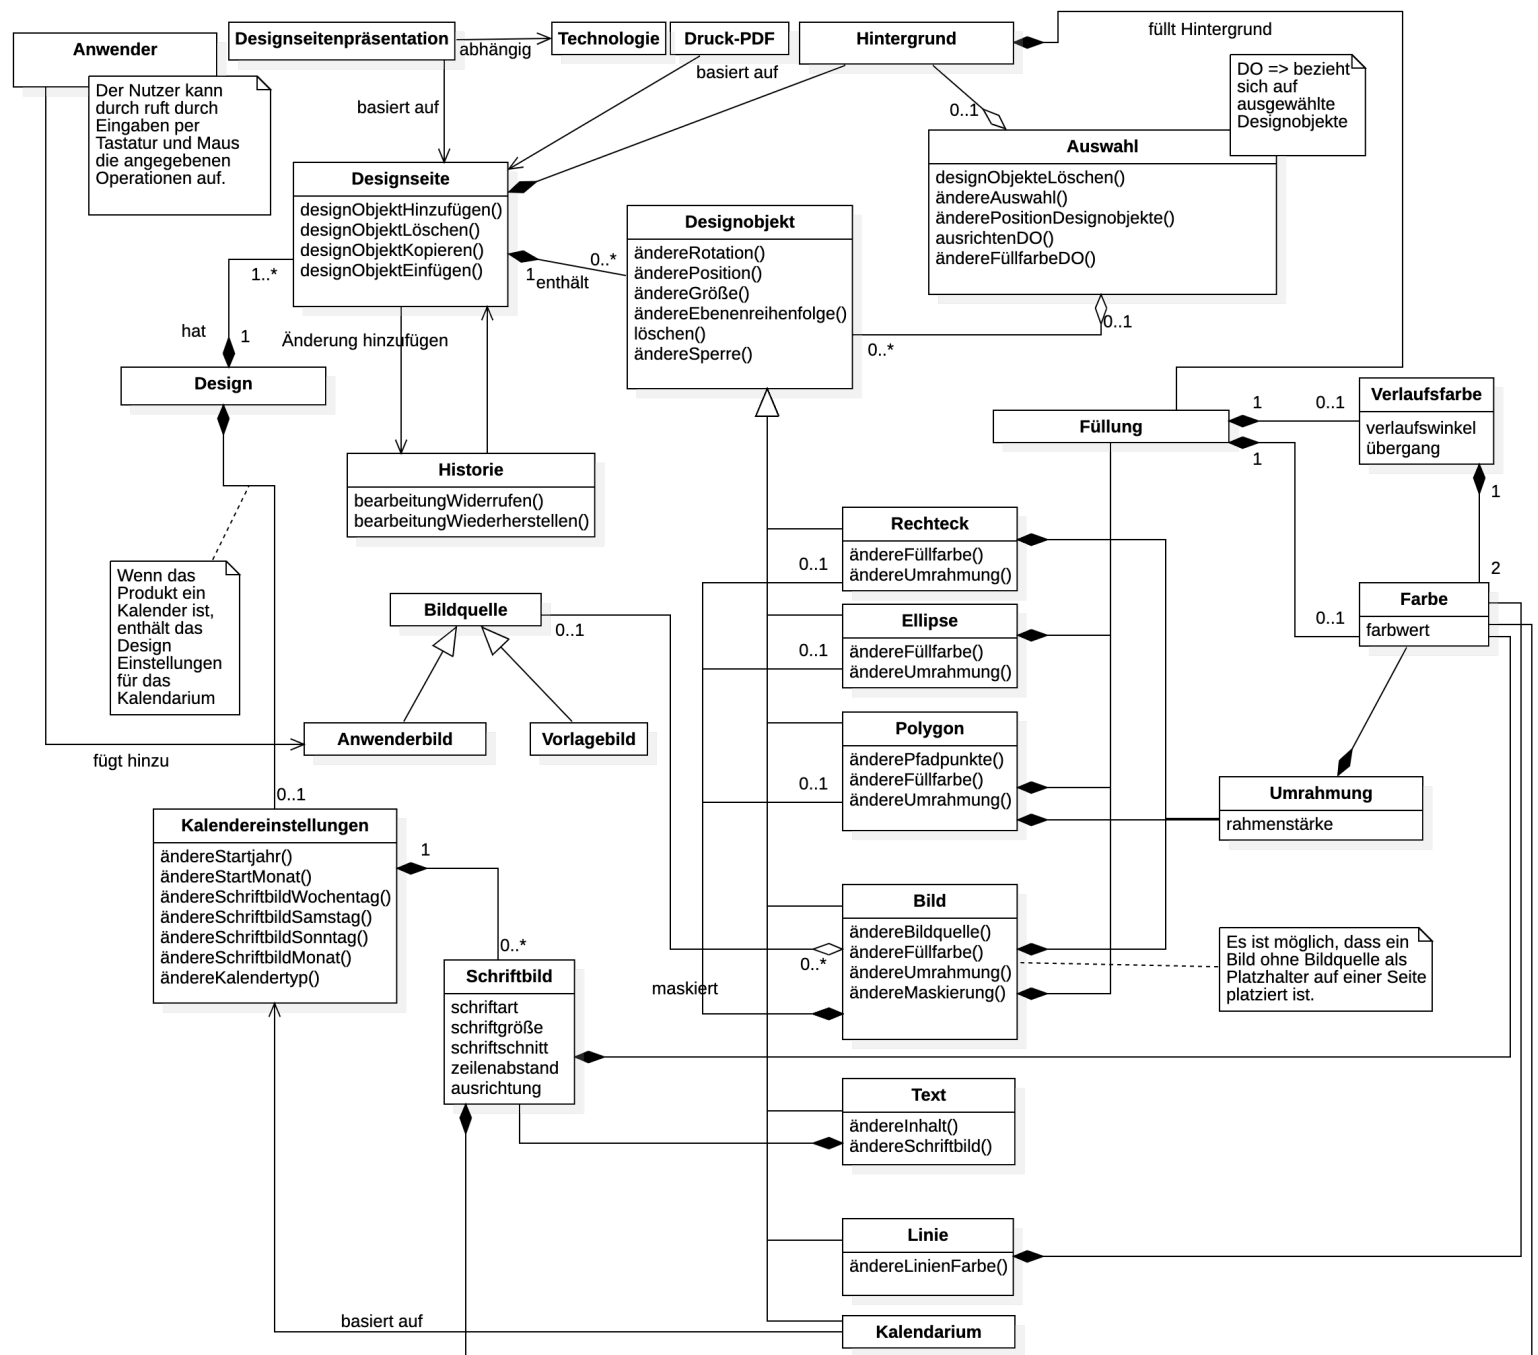 Anwender
Der Nutzer kann
durch ruft durch
Eingaben per
Tastatur und Maus
die angegebenen
Operationen auf.
Designseitenpräsentation
abhängig
Technologie
Druck-PDF
Hintergrund
füllt Hintergrund
basiert auf
basiert auf
DO => bezieht
sich auf
ausgewählte
Designobjekte
0..1
Auswahl
designObjekteLöschen()
ändereAuswahl()
änderePositionDesignobjekte()
ausrichtenDO()
ändereFüllfarbeDO()
0..1
Designseite
designObjektHinzufügen()
designObjektLöschen()
designObjektKopieren()
designObjektEinfügen()
1..*
1
enthält
0..*
Designobjekt
ändereRotation()
änderePosition()
ändereGröße()
ändereEbenenreihenfolge()
löschen()
ändereSperre()
0..*
hat
1
Änderung hinzufügen
Design
Historie
bearbeitungWiderrufen()
bearbeitungWiederherstellen()
Füllung
1
0..1
1
Verlaufsfarbe
verlaufswinkel
übergang
1
2
Wenn das
Produkt ein
Kalender ist,
enthält das
Design
Einstellungen
für das
Kalendarium
Bildquelle
0..1
Anwenderbild
Vorlagebild
fügt hinzu
0..1
Rechteck
ändereFüllfarbe()
ändereUmrahmung()
0..1
Ellipse
ändereFüllfarbe()
ändereUmrahmung()
0..1
Polygon
änderePfadpunkte()
ändereFüllfarbe()
ändereUmrahmung()
0..1
0..1
Farbe
farbwert
Umrahmung
rahmenstärke
Kalendereinstellungen
ändereStartjahr()
ändereStartMonat()
ändereSchriftbildWochentag()
ändereSchriftbildSamstag()
ändereSchriftbildSonntag()
ändereSchriftbildMonat()
ändereKalendertyp()
1
0..*
Schriftbild
schriftart
schriftgröße
schriftschnitt
zeilenabstand
ausrichtung
Bild
ändereBildquelle()
ändereFüllfarbe()
ändereUmrahmung()
ändereMaskierung()
0..*
maskiert
Es ist möglich, dass ein
Bild ohne Bildquelle als
Platzhalter auf einer Seite
platziert ist.
Text
ändereInhalt()
ändereSchriftbild()
Linie
ändereLinienFarbe()
basiert auf
Kalendarium